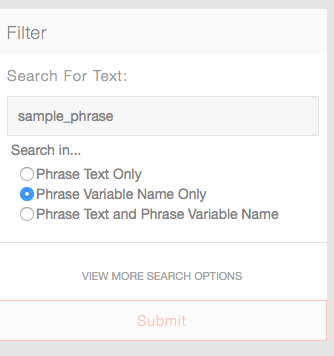 Filter
Search For Text:
sample_phrase
Search in...
Phrase Text Only
Phrase Variable Name Only
Phrase Text and Phrase Variable Name
VIEW MORE SEARCH OPTIONS
Submit